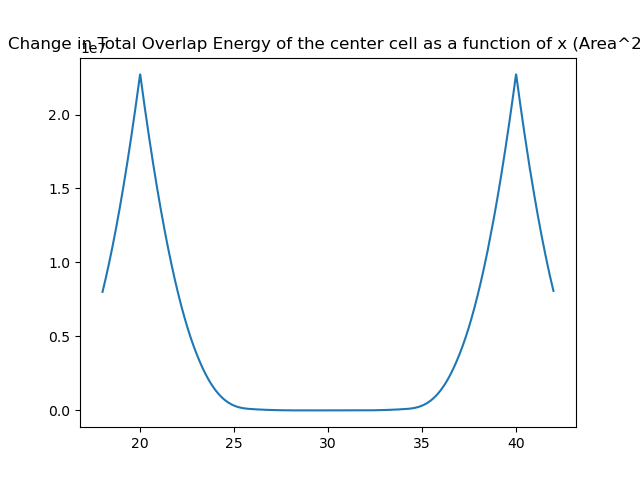 Change in Total Overlap Energy of the center cell as a function of x (Area^2
1e7
2.0
1.5
1.0
0.5
0.0
20 25 30 35 40